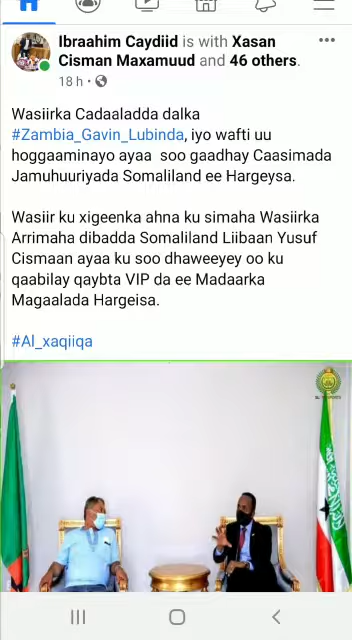 Ibraahim Caydiid is with Xasan
Cisman Maxamuud and 46 others.
18 h ·
Wasiirka Cadaaladda dalka
#Zambia_Gavin_Lubinda, iyo wafti uu
hoggaaminayo ayaa soo gaadhay Caasimada
Jamuhuuriyada Somaliland ee Hargeysa.
Wasiir ku xigeenka ahna ku simaha Wasiirka
Arrimaha dibadda Somaliland Liibaan Yusuf
Cismaan ayaa ku soo dhaweeyey oo ku
qaabilay qaybta VIP da ee Madaarka
Magaalada Hargeisa.
#Al_xaqiiqa